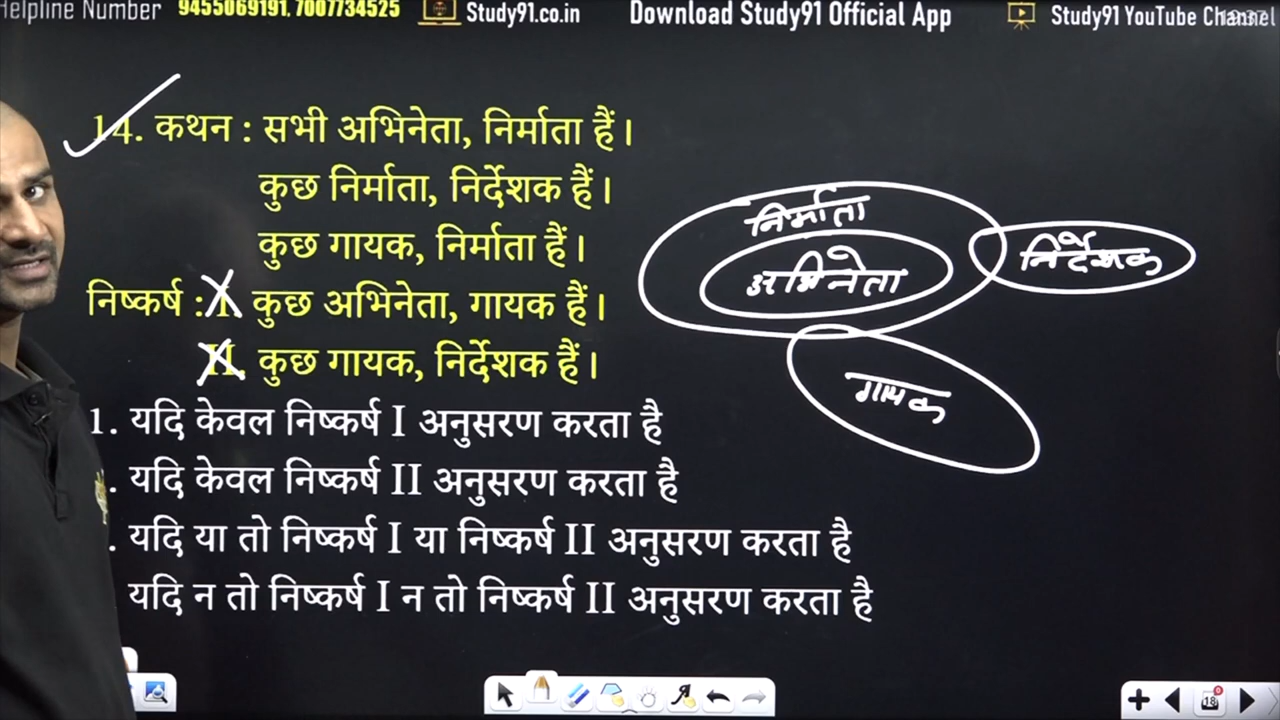 Helpline Number 9455069191, 7007734525 Study91.co.in Download Study91 Official App Study91 YouTube Channel
14. कथन : सभी अभिनेता, निर्माता हैं।
कुछ निर्माता, निर्देशक हैं।
कुछ गायक, निर्माता हैं।
निष्कर्ष : I. कुछ अभिनेता, गायक हैं।
II. कुछ गायक, निर्देशक हैं।
1. यदि केवल निष्कर्ष I अनुसरण करता है
. यदि केवल निष्कर्ष II अनुसरण करता है
. यदि या तो निष्कर्ष I या निष्कर्ष II अनुसरण करता है
यदि न तो निष्कर्ष I न तो निष्कर्ष II अनुसरण करता है
निर्माता
अभिनेता
निर्देशक
गायक
18